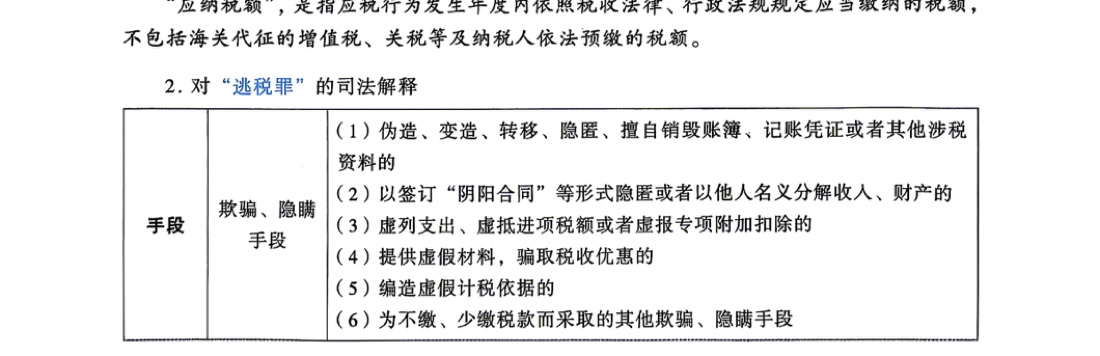 “应纳税额”，是指应税行为发生年度内依照税收法律、行政法规规定应当缴纳的税额，
不包括海关代征的增值税、关税等及纳税人依法预缴的税额。
2. 对“逃税罪”的司法解释
手段
欺骗、隐瞒
手段
（1）伪造、变造、转移、隐匿、擅自销毁账簿、记账凭证或者其他涉税
资料的
（2）以签订“阴阳合同”等形式隐匿或者以他人名义分解收入、财产的
（3）虚列支出、虚抵进项税额或者虚报专项附加扣除的
（4）提供虚假材料，骗取税收优惠的
（5）编造虚假计税依据的
（6）为不缴、少缴税款而采取的其他欺骗、隐瞒手段